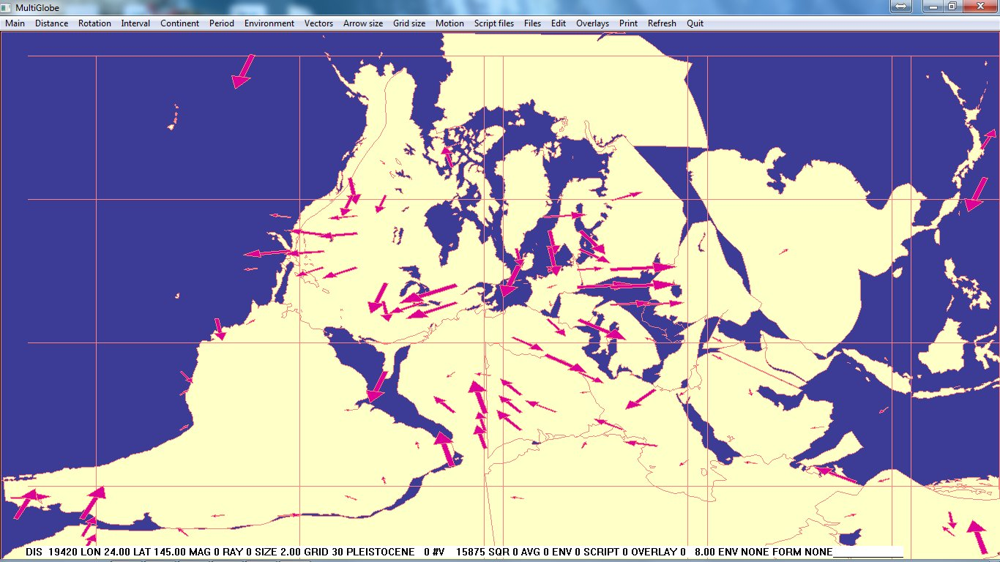 MultiGlobe
Main Distance Rotation Interval Continent Period Environment Vectors Arrow size Grid size Motion Script files Files Edit Overlays Print Refresh Quit
DIS 19420 LON 24.00 LAT 145.00 MAG 0 RAY 0 SIZE 2.00 GRID 30 PLEISTOCENE 0 #V 15875 SQR 0 AVG 0 ENV 0 SCRIPT 0 OVERLAY 0 8.00 ENV NONE FORM NONE